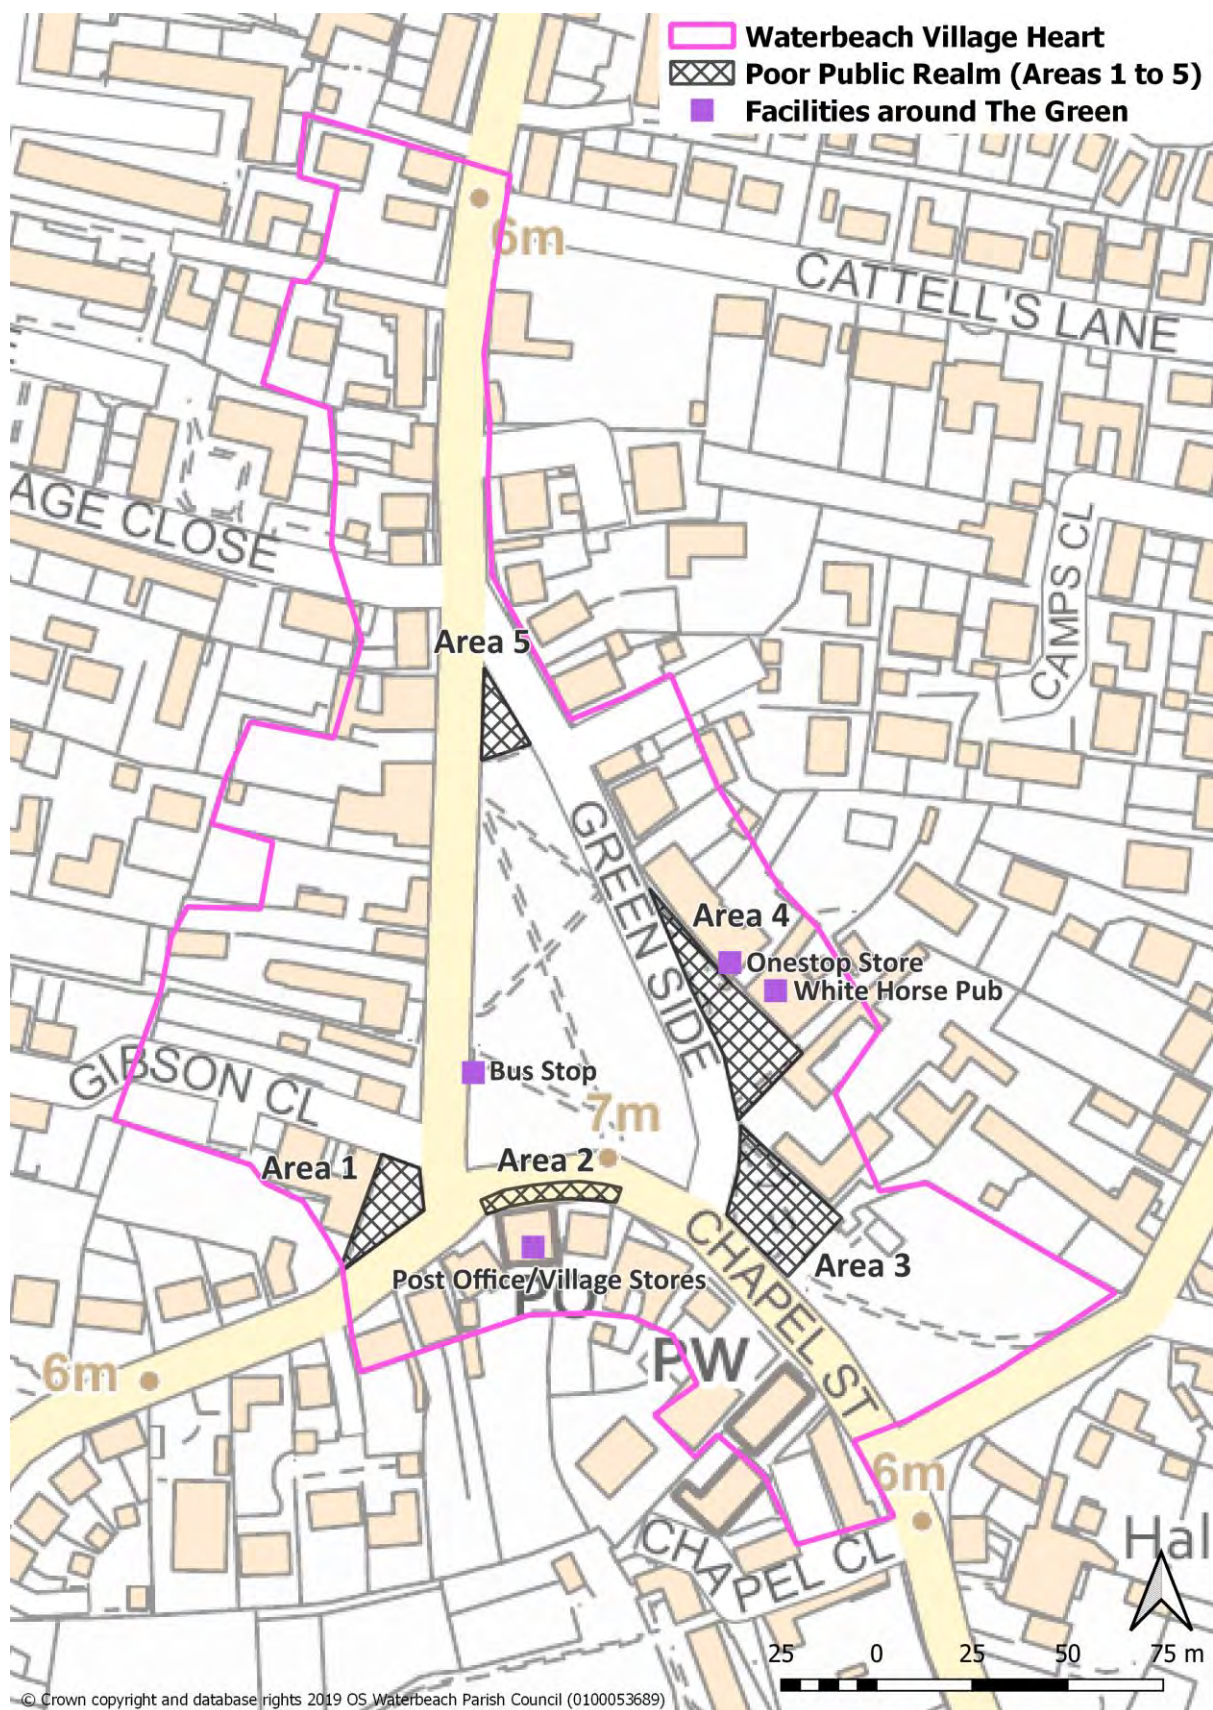 Waterbeach Village Heart
Poor Public Realm (Areas 1 to 5)
Facilities around The Green
6m
CATTELL'S LANE
AGE CLOSE
CAMPS CL
Area 5
GREEN SIDE
Area 4
Onestop Store
White Horse Pub
GIBSON CL
Bus Stop
7m
Area 1
Area 2
CHAPEL ST
Area 3
Post Office/Village Stores
PO
PW
6m
6m
CHAPEL CL
Hal
25 0 25 50 75 m
© Crown copyright and database rights 2019 OS Waterbeach Parish Council (0100053689)